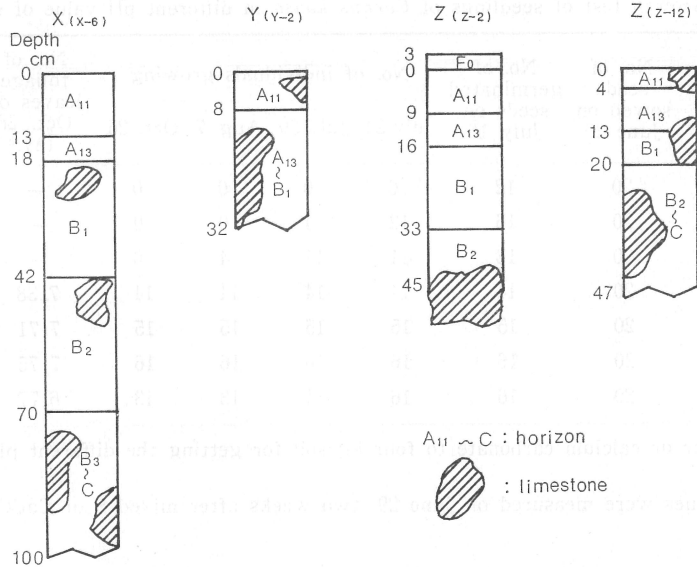 X (X-6)
Depth
cm
0
A11
13
A13
18
B1
42
B2
70
B3
~
C
100
Y (Y-2)
0
A11
8
A13
~
B1
32
Z (Z-2)
3
F0
0
A11
9
A13
16
B1
33
B2
45
Z (Z-12)
0
A11
4
A13
13
B1
20
B2
~
C
47
A11 ~ C : horizon
: limestone